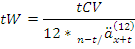 tW = tCV / (12 * n-t/ä(12)x+t)